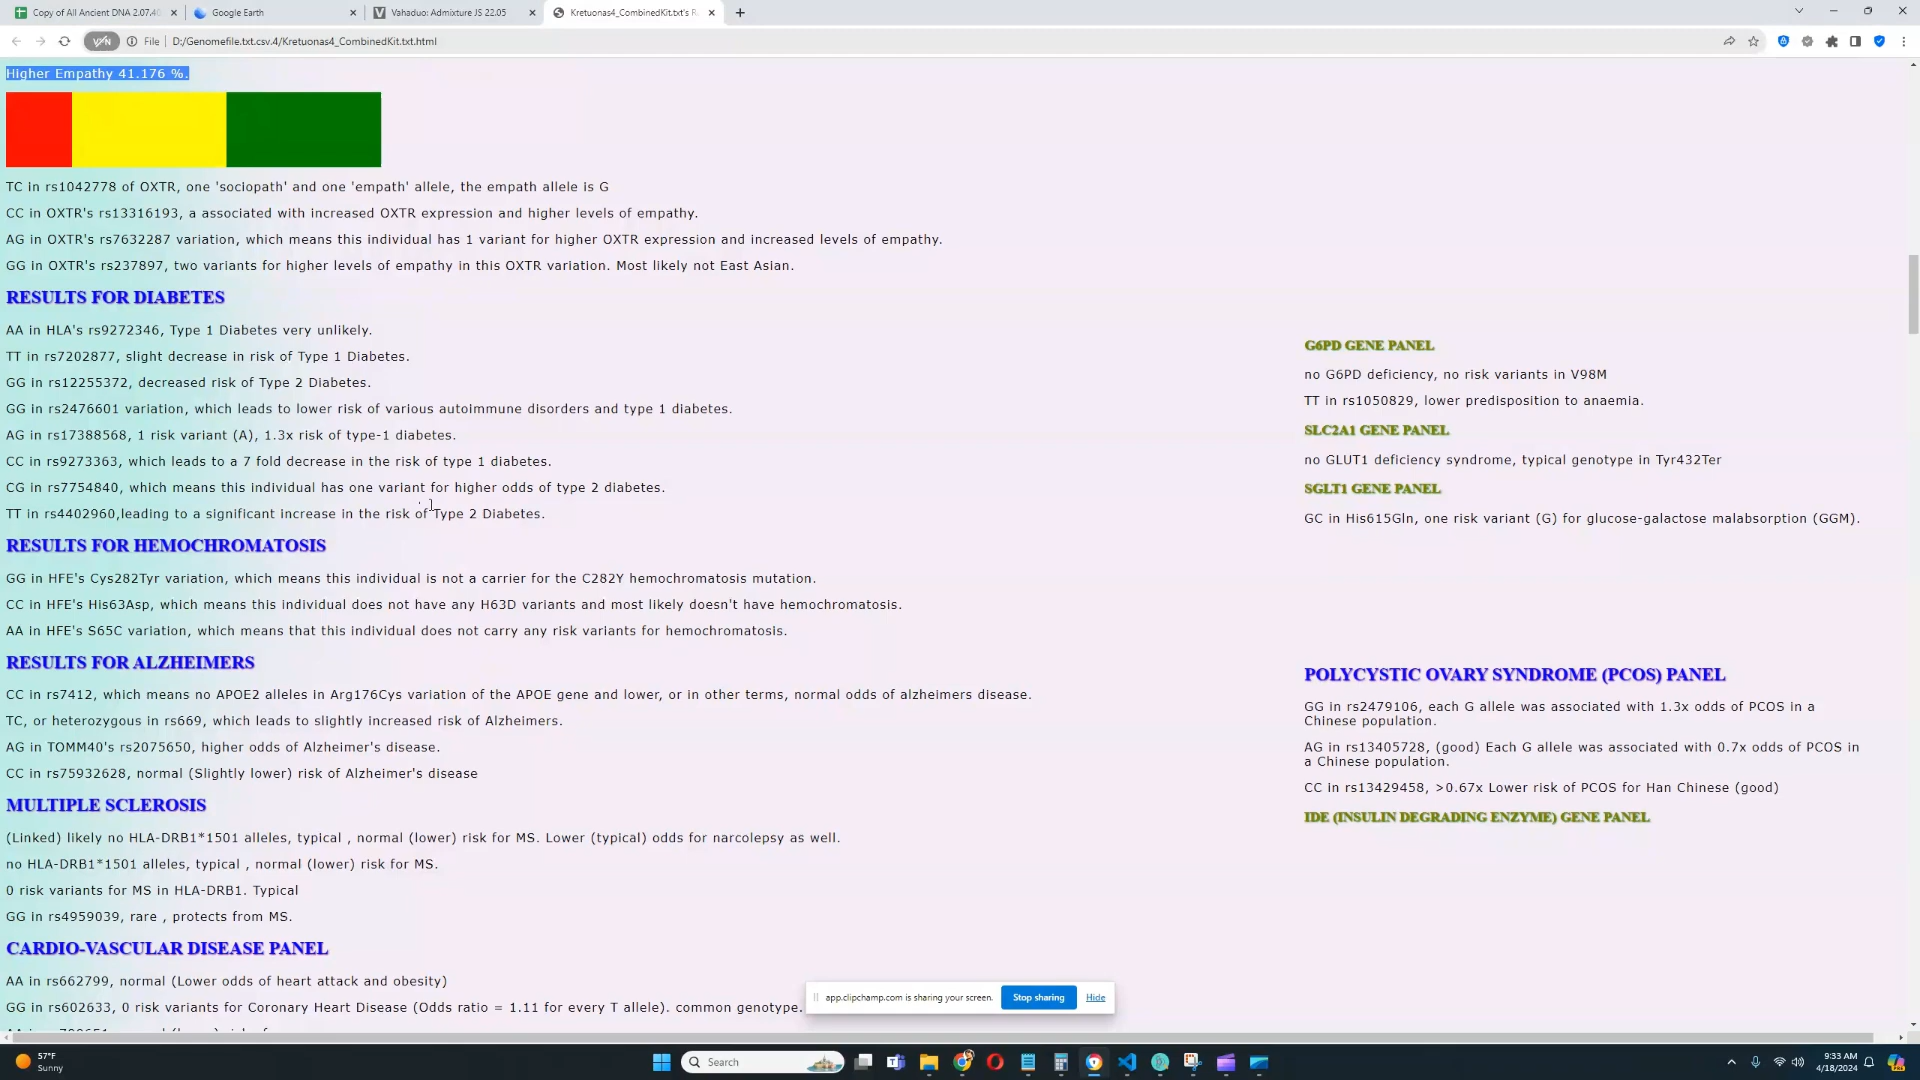 Copy of All Ancient DNA 2.07.40
Google Earth
Vahaduo: Admixture JS 22.05
Kretuonas4_CombinedKit.txt's R
VPN
File
D:/Genomefile.txt.csv.4/Kretuonas4_CombinedKit.txt.html
Higher Empathy 41.176 %.
TC in rs1042778 of OXTR, one 'sociopath' and one 'empath' allele, the empath allele is G
CC in OXTR's rs13316193, a associated with increased OXTR expression and higher levels of empathy.
AG in OXTR's rs7632287 variation, which means this individual has 1 variant for higher OXTR expression and increased levels of empathy.
GG in OXTR's rs237897, two variants for higher levels of empathy in this OXTR variation. Most likely not East Asian.
RESULTS FOR DIABETES
AA in HLA's rs9272346, Type 1 Diabetes very unlikely.
TT in rs7202877, slight decrease in risk of Type 1 Diabetes.
GG in rs12255372, decreased risk of Type 2 Diabetes.
GG in rs2476601 variation, which leads to lower risk of various autoimmune disorders and type 1 diabetes.
AG in rs17388568, 1 risk variant (A), 1.3x risk of type-1 diabetes.
CC in rs9273363, which leads to a 7 fold decrease in the risk of type 1 diabetes.
CG in rs7754840, which means this individual has one variant for higher odds of type 2 diabetes.
TT in rs4402960,leading to a significant increase in the risk of Type 2 Diabetes.
G6PD GENE PANEL
no G6PD deficiency, no risk variants in V98M
TT in rs1050829, lower predisposition to anaemia.
SLC2A1 GENE PANEL
no GLUT1 deficiency syndrome, typical genotype in Tyr432Ter
SGLT1 GENE PANEL
GC in His615Gln, one risk variant (G) for glucose-galactose malabsorption (GGM).
RESULTS FOR HEMOCHROMATOSIS
GG in HFE's Cys282Tyr variation, which means this individual is not a carrier for the C282Y hemochromatosis mutation.
CC in HFE's His63Asp, which means this individual does not have any H63D variants and most likely doesn't have hemochromatosis.
AA in HFE's S65C variation, which means that this individual does not carry any risk variants for hemochromatosis.
RESULTS FOR ALZHEIMERS
CC in rs7412, which means no APOE2 alleles in Arg176Cys variation of the APOE gene and lower, or in other terms, normal odds of alzheimers disease.
TC, or heterozygous in rs669, which leads to slightly increased risk of Alzheimers.
AG in TOMM40's rs2075650, higher odds of Alzheimer's disease.
CC in rs75932628, normal (Slightly lower) risk of Alzheimer's disease
POLYCYSTIC OVARY SYNDROME (PCOS) PANEL
GG in rs2479106, each G allele was associated with 1.3x odds of PCOS in a
Chinese population.
AG in rs13405728, (good) Each G allele was associated with 0.7x odds of PCOS in
a Chinese population.
CC in rs13429458, >0.67x Lower risk of PCOS for Han Chinese (good)
IDE (INSULIN DEGRADING ENZYME) GENE PANEL
MULTIPLE SCLEROSIS
(Linked) likely no HLA-DRB1*1501 alleles, typical , normal (lower) risk for MS. Lower (typical) odds for narcolepsy as well.
no HLA-DRB1*1501 alleles, typical , normal (lower) risk for MS.
0 risk variants for MS in HLA-DRB1. Typical
GG in rs4959039, rare , protects from MS.
CARDIO-VASCULAR DISEASE PANEL
AA in rs662799, normal (Lower odds of heart attack and obesity)
GG in rs602633, 0 risk variants for Coronary Heart Disease (Odds ratio = 1.11 for every T allele). common genotype.
app.clipchamp.com is sharing your screen.
Stop sharing
Hide
57°F
Sunny
Search
9:33 AM
4/18/2024